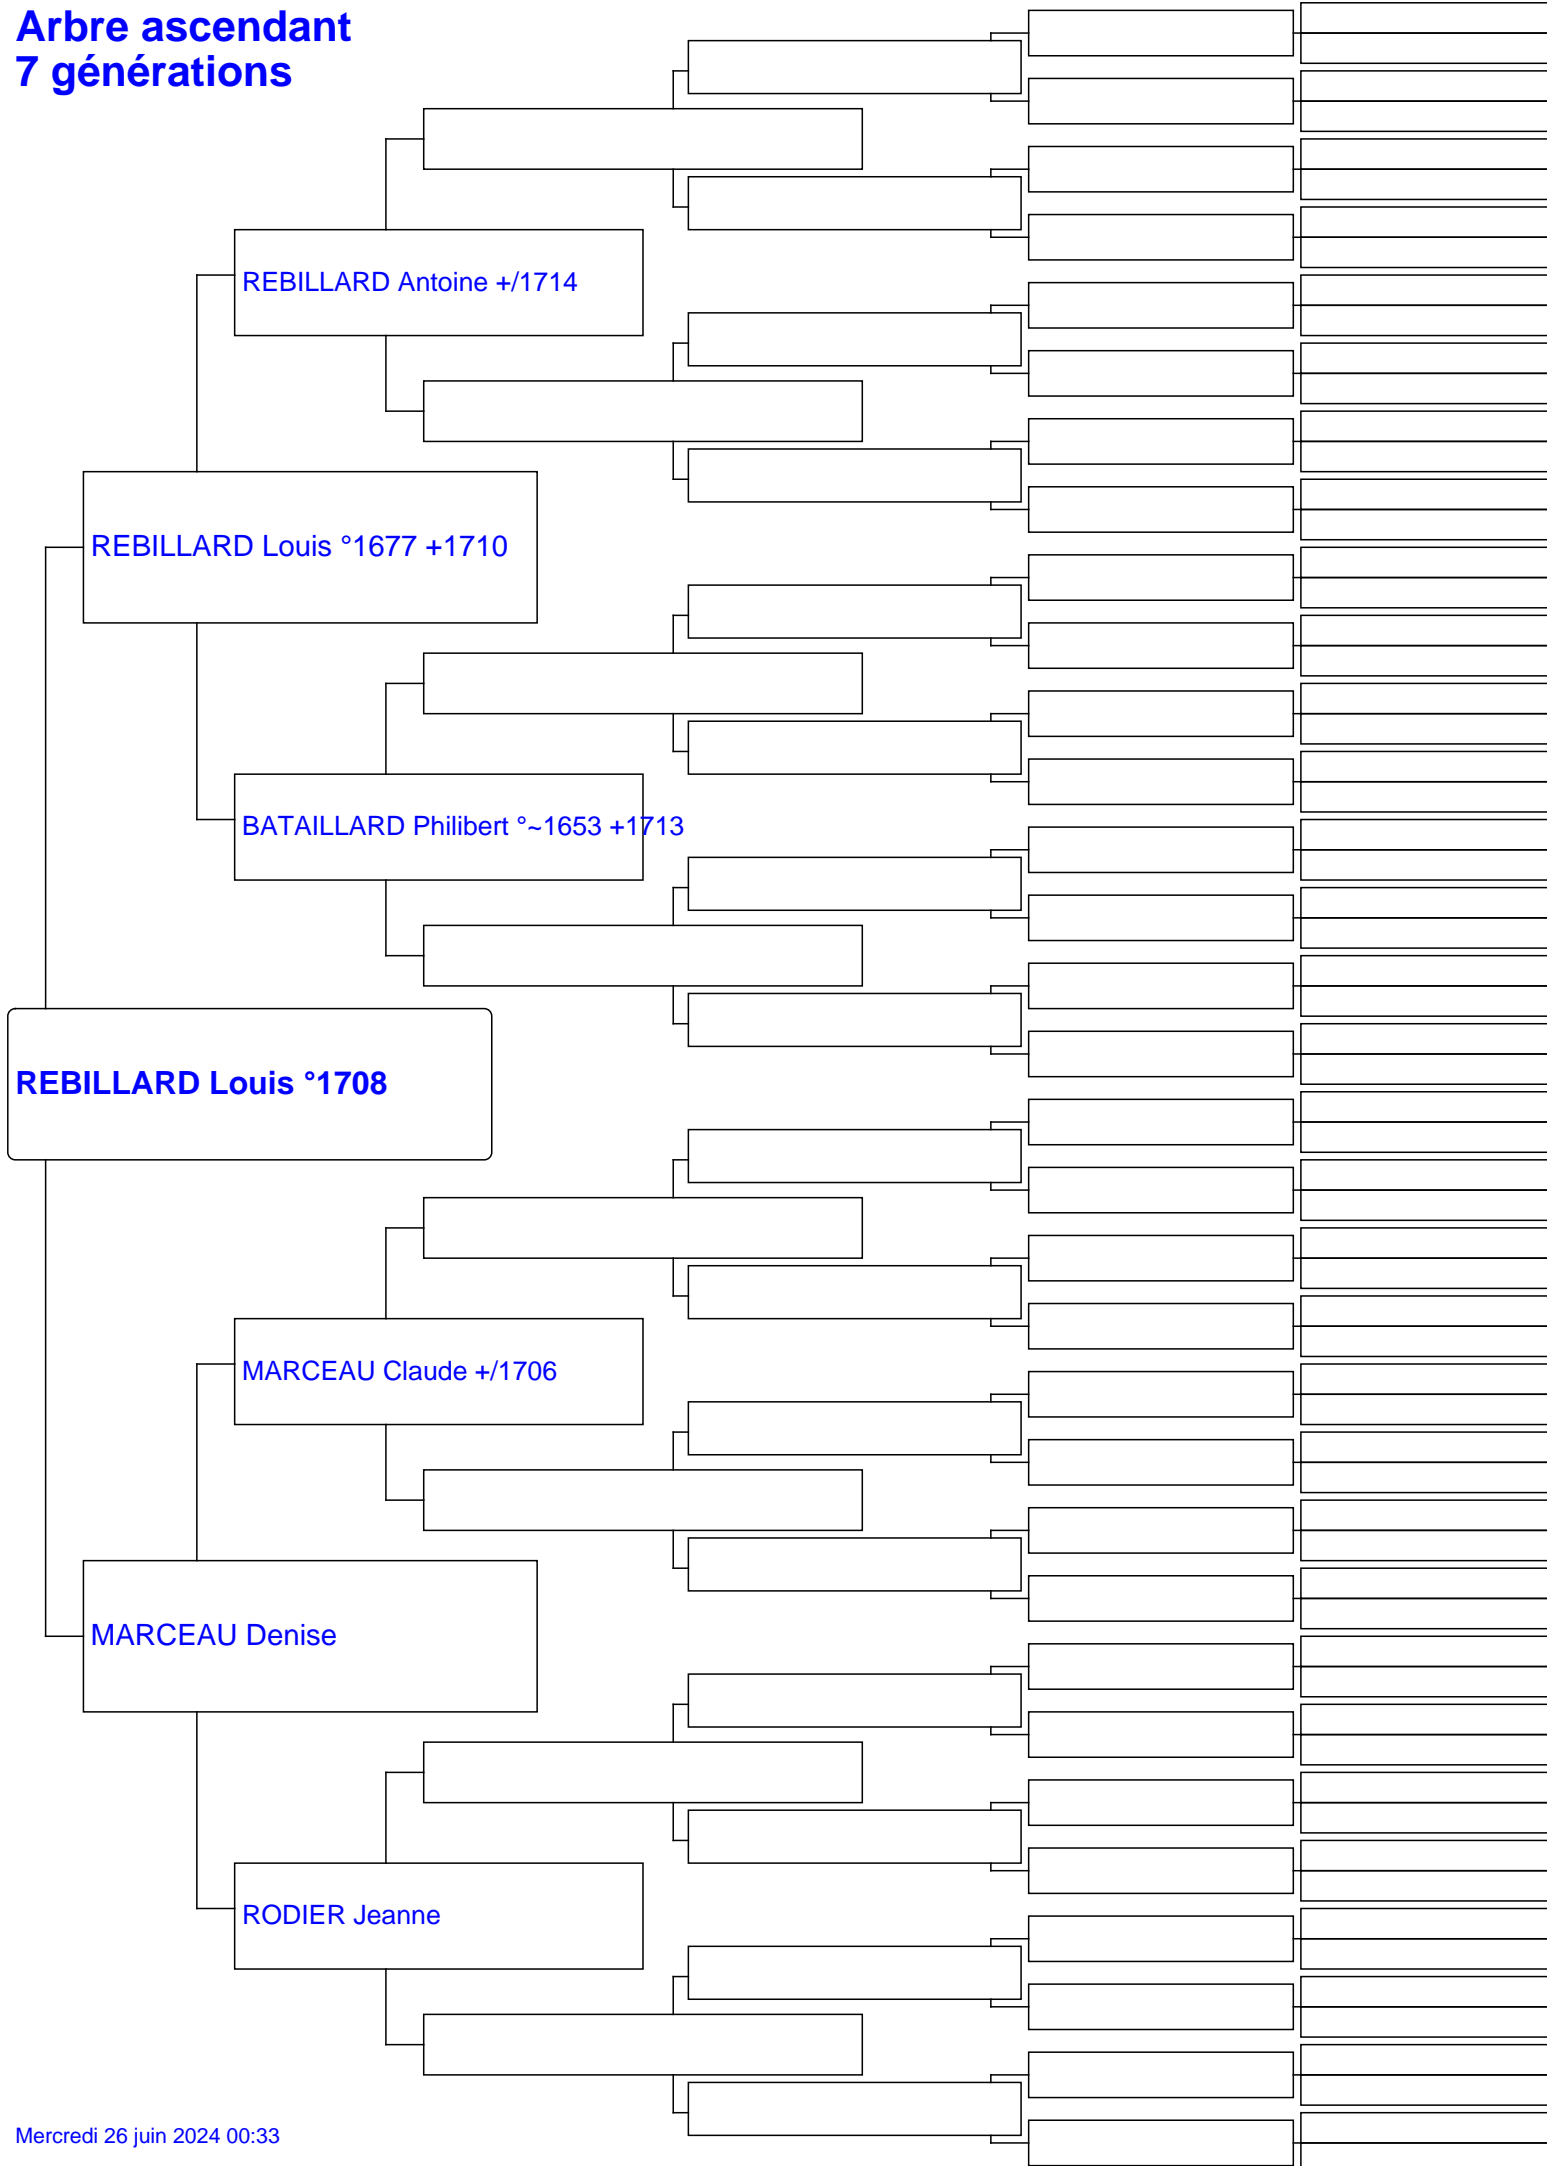 Arbre ascendant
7 générations
REBILLARD Antoine +/1714
REBILLARD Louis °1677 +1710
BATAILLARD Philibert °~1653 +1713
REBILLARD Louis °1708
MARCEAU Claude +/1706
MARCEAU Denise
RODIER Jeanne
Mercredi 26 juin 2024 00:33